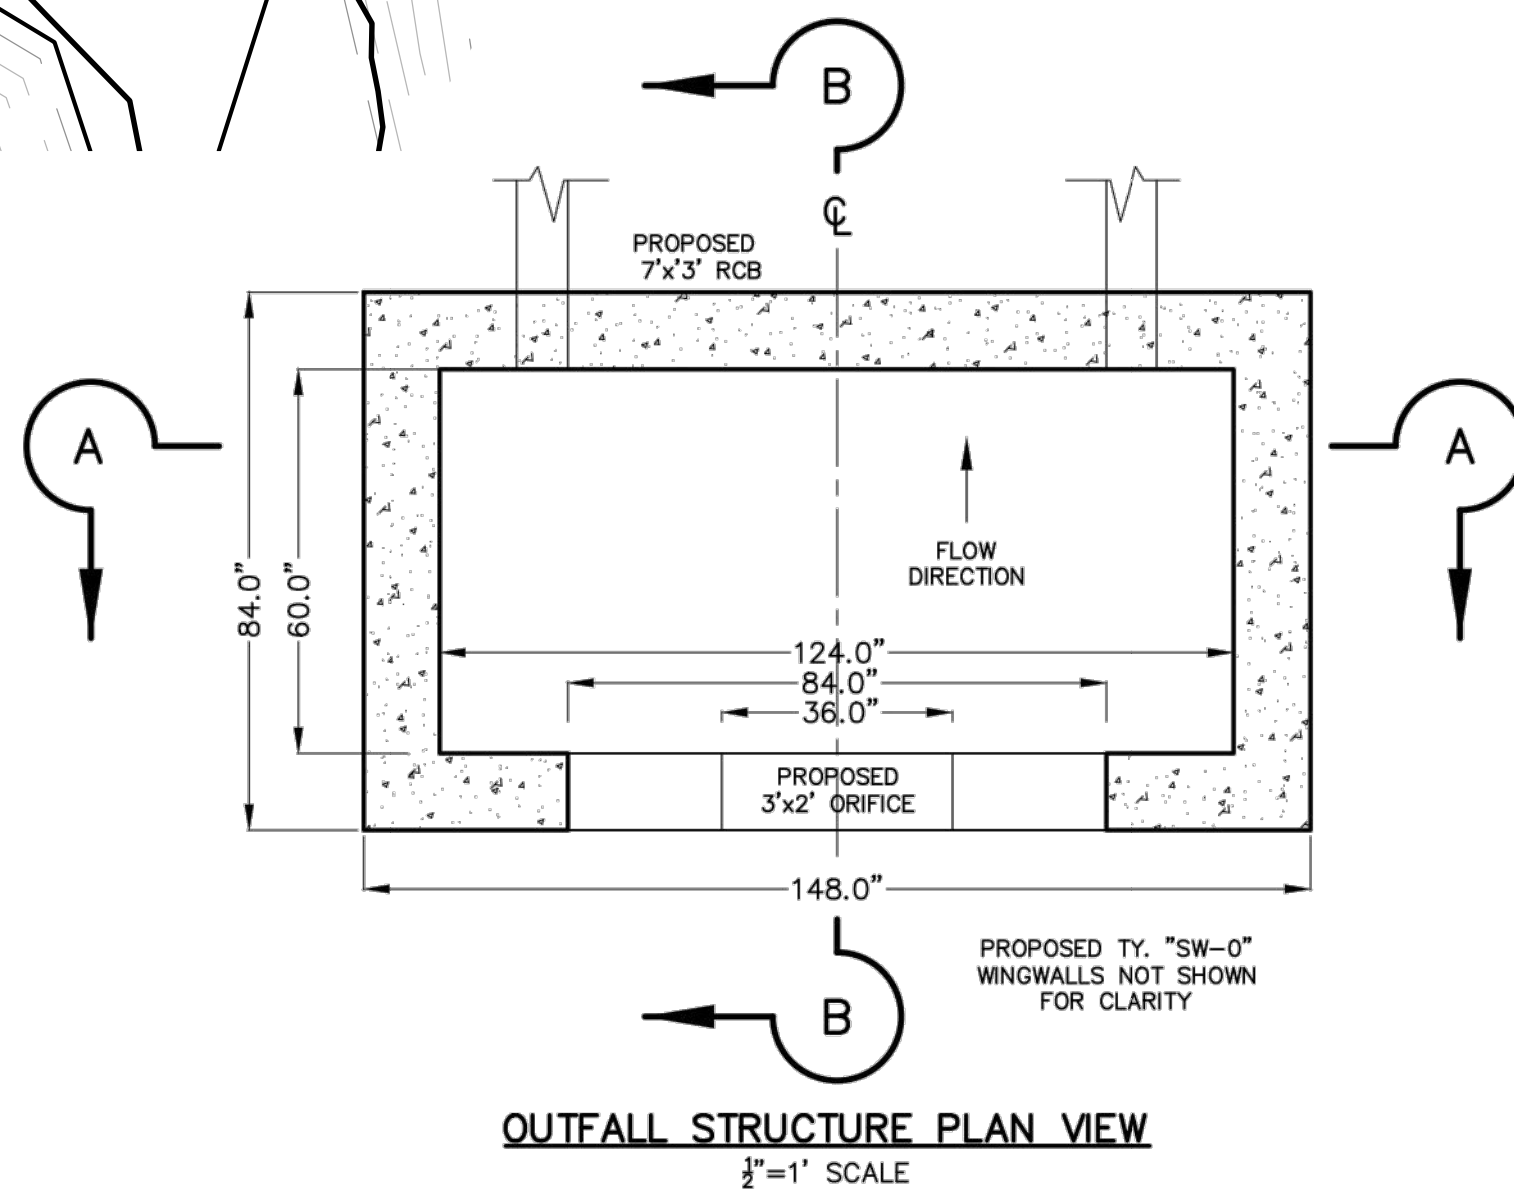 B
℄
PROPOSED
7'x'3' RCB
A
A
FLOW
DIRECTION
84.0"
60.0"
124.0"
84.0"
36.0"
PROPOSED
3'x2' ORIFICE
148.0"
PROPOSED TY. "SW-0"
WINGWALLS NOT SHOWN
FOR CLARITY
B
OUTFALL STRUCTURE PLAN VIEW
½"=1' SCALE